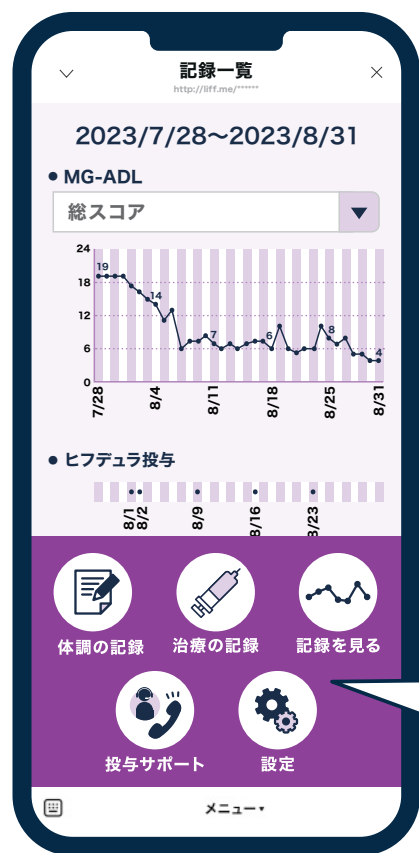 記録一覧
http://liff.me/******
2023/7/28～2023/8/31
● MG-ADL
総スコア
24
18
12
6
0
19
14
7
6
8
4
7/28
8/4
8/11
8/18
8/25
8/31
● ヒフデュラ投与
8/1
8/2
8/9
8/16
8/23
体調の記録
治療の記録
記録を見る
投与サポート
設定
メニュー